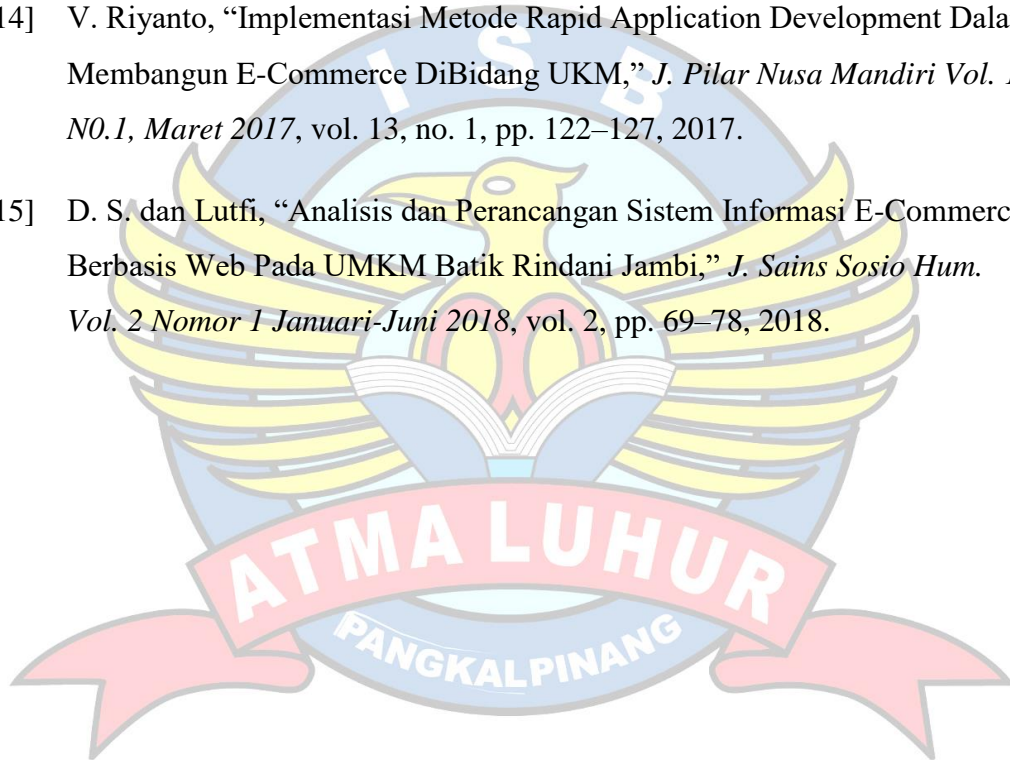 14] V. Riyanto, “Implementasi Metode Rapid Application Development Dala
Membangun E-Commerce DiBidang UKM,” J. Pilar Nusa Mandiri Vol. 1
N0.1, Maret 2017, vol. 13, no. 1, pp. 122–127, 2017.
15] D. S. dan Lutfi, “Analisis dan Perancangan Sistem Informasi E-Commerc
Berbasis Web Pada UMKM Batik Rindani Jambi,” J. Sains Sosio Hum.
Vol. 2 Nomor 1 Januari-Juni 2018, vol. 2, pp. 69–78, 2018.
I S B
ATMA LUHUR
PANGKALPINANG